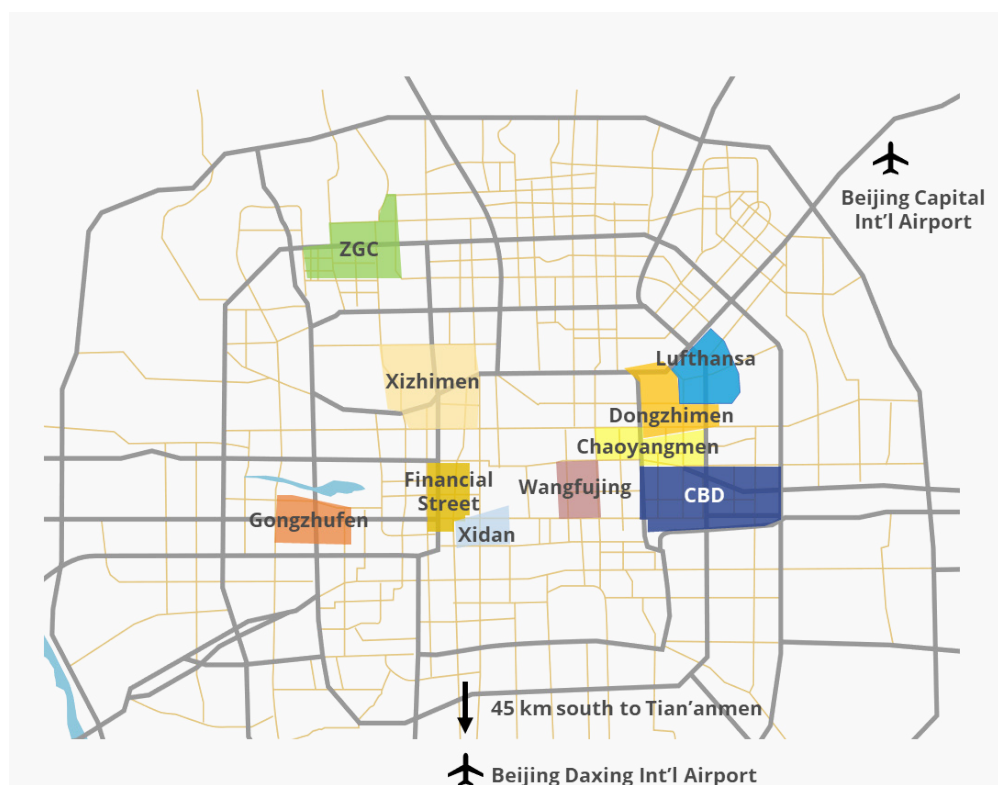 Beijing Capital
Int’l Airport
ZGC
Lufthansa
Xizhimen
Dongzhimen
Chaoyangmen
Financial
Street
Wangfujing
CBD
Gongzhufen
Xidan
45 km south to Tian’anmen
Beijing Daxing Int’l Airport